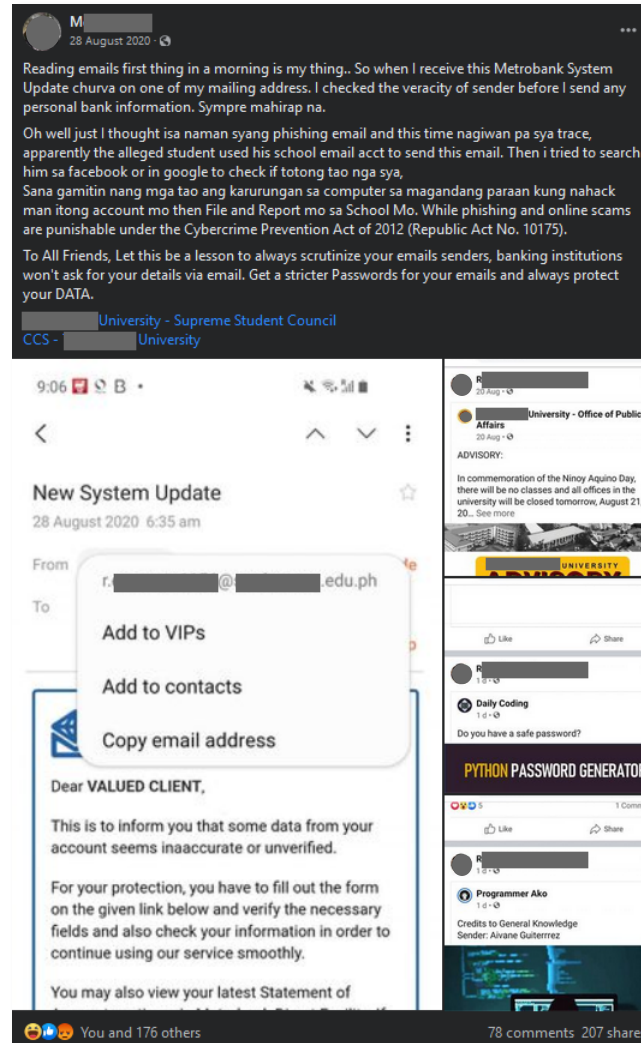 M
28 August 2020
Reading emails first thing in a morning is my thing.. So when I receive this Metrobank System
Update churva on one of my mailing address. I checked the veracity of sender before I send any
personal bank information. Sympre mahirap na.
Oh well just I thought isa naman syang phishing email and this time nagiwan pa sya trace,
apparently the alleged student used his school email acct to send this email. Then i tried to search
him sa facebook or in google to check if totong tao nga sya,
Sana gamitin nang mga tao ang karurungan sa computer sa magandang paraan kung nahack
man itong account mo then File and Report mo sa School Mo. While phishing and online scams
are punishable under the Cybercrime Prevention Act of 2012 (Republic Act No. 10175).
To All Friends, Let this be a lesson to always scrutinize your emails senders, banking institutions
won't ask for your details via email. Get a stricter Passwords for your emails and always protect
your DATA.
University - Supreme Student Council
CCS - University
9:06
New System Update
28 August 2020 6:35 am
From
r. @s .edu.ph
To
Add to VIPs
Add to contacts
Copy email address
Dear VALUED CLIENT,
This is to inform you that some data from your
account seems inaaccurate or unverified.
For your protection, you have to fill out the form
on the given link below and verify the necessary
fields and also check your information in order to
continue using our service smoothly.
You may also view your latest Statement of
R
20 Aug
University - Office of Public
Affairs
20 Aug
ADVISORY:
In commemoration of the Ninoy Aquino Day,
there will be no classes and all offices in the
university will be closed tomorrow, August 21,
20... See more
UNIVERSITY
ADVISORY
Like Share
R
1 d
Daily Coding
1 d
Do you have a safe password?
PYTHON PASSWORD GENERATOR
5 1 Comm
Like Share
R
1 d
Programmer Ako
1 d
Credits to General Knowledge
Sender: Aivane Guiterrrez
You and 176 others
78 comments 207 share